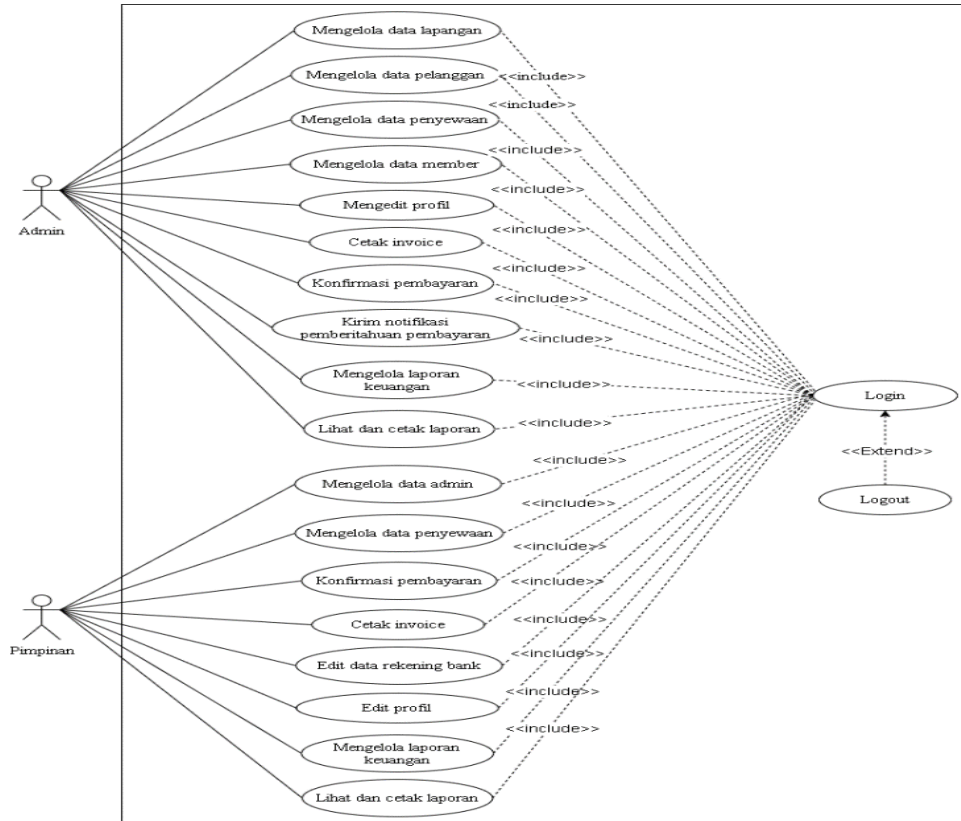 Mengelola data lapangan
Mengelola data pelanggan
<<include>>
<<include>>
Mengelola data penyewaan
<<include>>
Mengelola data member
<<include>>
Admin
Mengedit profil
<<include>>
Cetak invoice
<<include>>
Konfirmasi pembayaran
<<include>>
Kirim notifikasi
pemberitahuan pembayaran
<<include>>
Mengelola laporan
keuangan
<<include>>
Login
Lihat dan cetak laporan
<<include>>
<<Extend>>
<<include>>
Mengelola data admin
Logout
<<include>>
Mengelola data penyewaan
<<include>>
Konfirmasi pembayaran
<<include>>
Pimpinan
Cetak invoice
<<include>>
Edit data rekening bank
<<include>>
Edit profil
<<include>>
<<include>>
Mengelola laporan
keuangan
Lihat dan cetak laporan